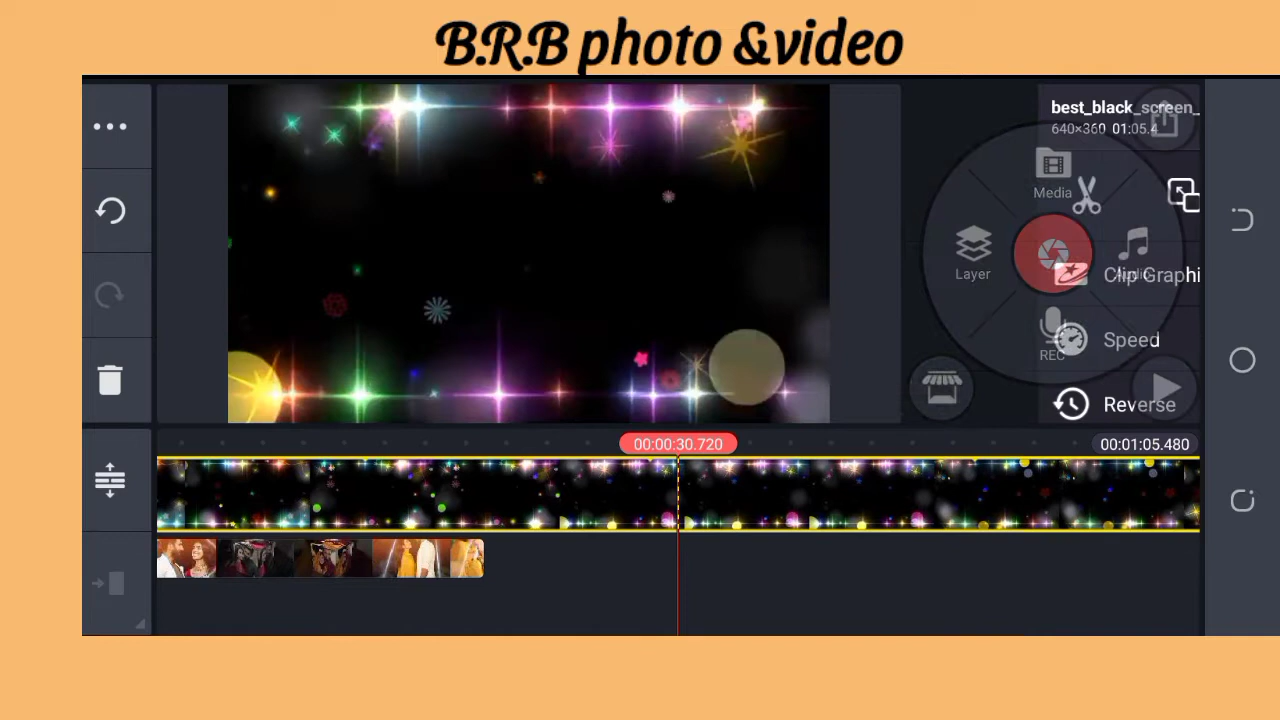 B.R.B photo &video
best_black_screen_
640×360 01:05.4
Media
Layer
Audio
Clip Graphi
REC
Speed
Reverse
00:00:30.720
00:01:05.480